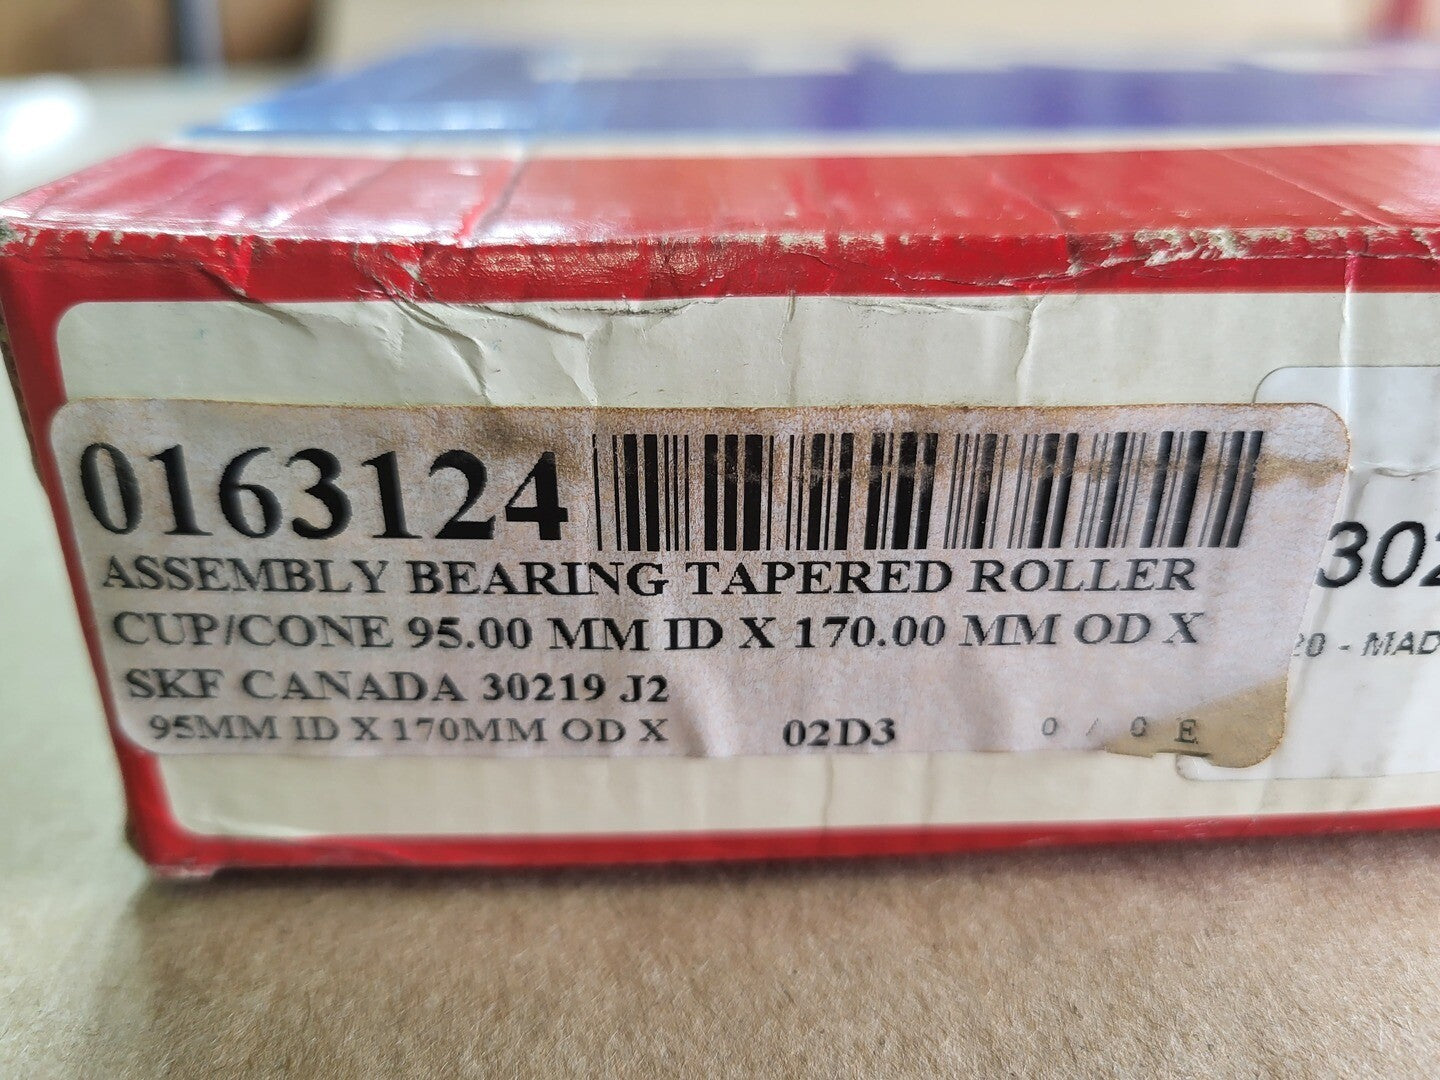 0163124
ASSEMBLY BEARING TAPERED ROLLER
CUP/CONE 95.00 MM ID X 170.00 MM OD X
SKF CANADA 30219 J2
95MM ID X 170MM OD X 02D3
302
20 - MAD